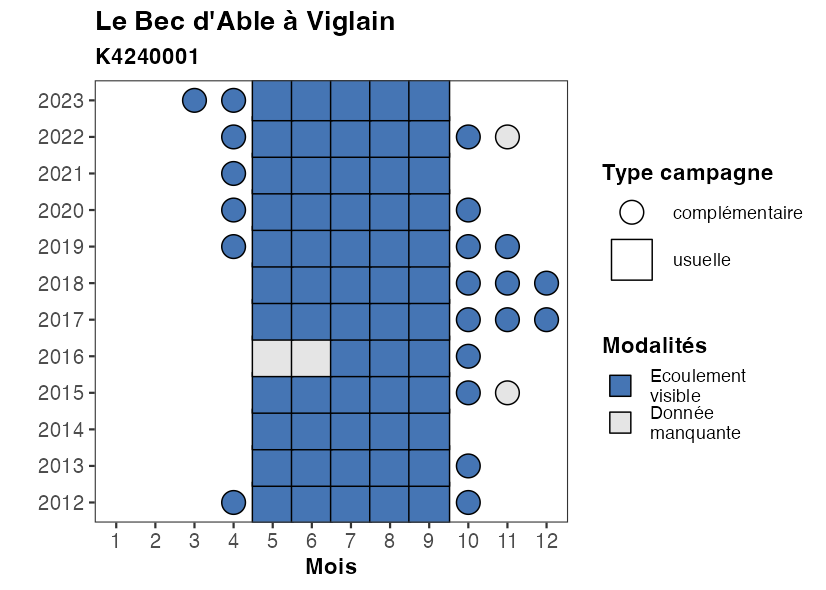 Le Bec d'Able à Viglain
K4240001
2023
2022
2021
2020
2019
2018
2017
2016
2015
2014
2013
2012
1 2 3 4 5 6 7 8 9 10 11 12
Mois
Type campagne
complémentaire
usuelle
Modalités
Ecoulement
visible
Donnée
manquante